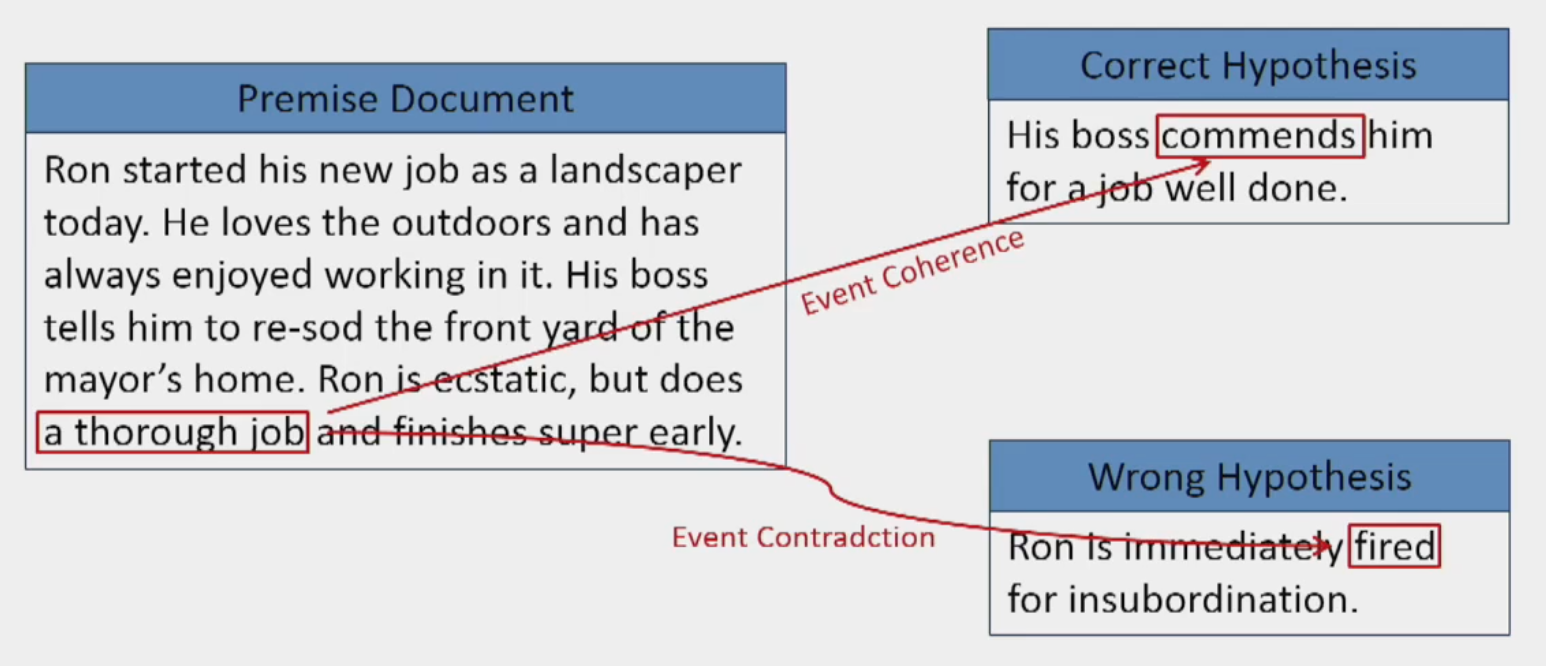 Premise Document
Ron started his new job as a landscaper
today. He loves the outdoors and has
always enjoyed working in it. His boss
tells him to re-sod the front yard of the
mayor’s home. Ron is ecstatic, but does
a thorough job and finishes super early.
Correct Hypothesis
His boss commends him
for a job well done.
Event Coherence
Event Contradction
Wrong Hypothesis
Ron is immediately fired
for insubordination.